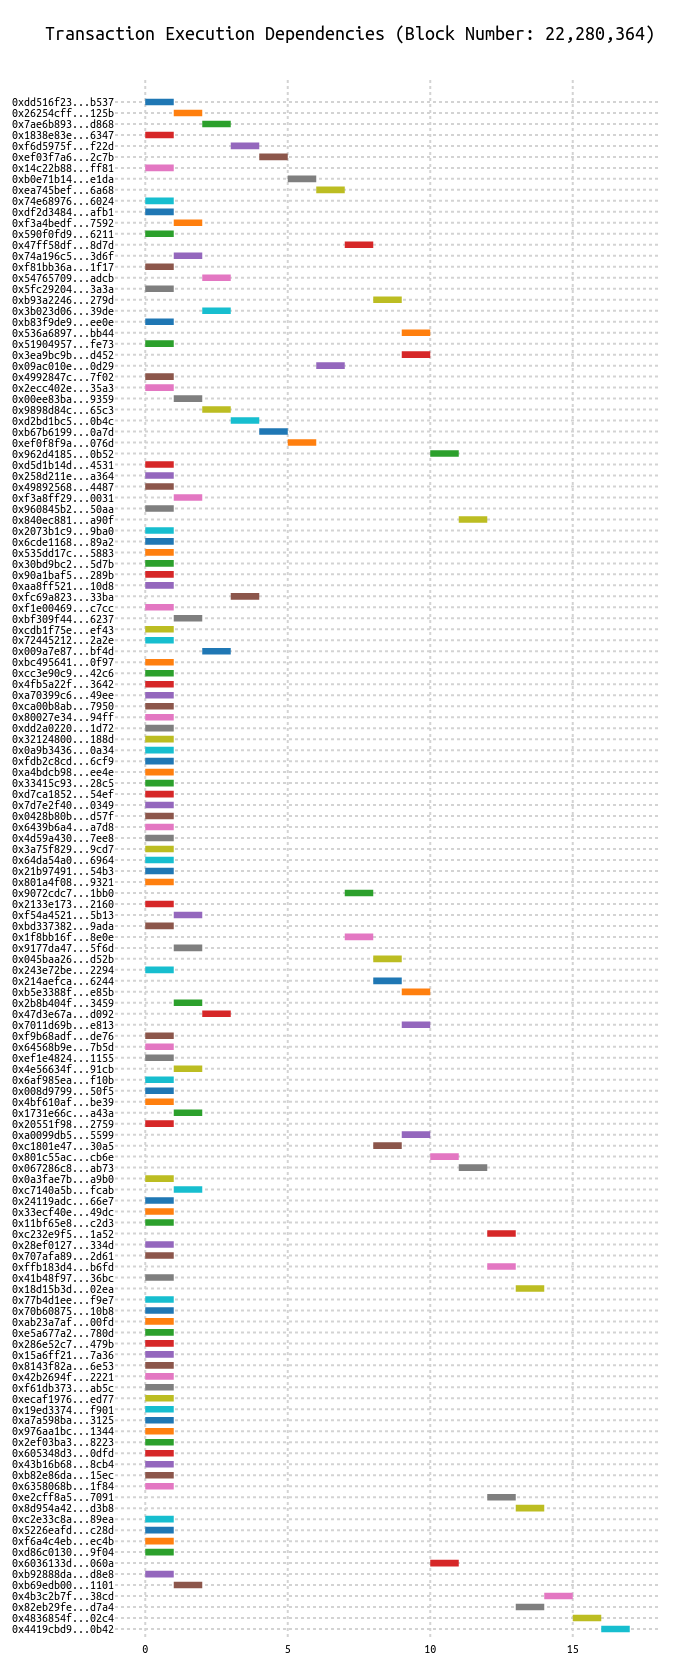 Transaction Execution Dependencies (Block Number: 22,280,364)
0xdd516f23...b537
0x26254cff...125b
0x7ae6b893...d868
0x1838e83e...6347
0xf6d5975f...f22d
0xef03f7a6...2c7b
0x14c22b88...ff81
0xb0e71b14...e1da
0xea745bef...6a68
0x74e68976...6024
0xdf2d3484...afb1
0xf3a4bedf...7592
0x590f0fd9...6211
0x47ff58df...8d7d
0x74a196c5...3d6f
0xf81bb36a...1f17
0x54765709...adcb
0x5fc29204...3a3a
0xb93a2246...279d
0x3b023d06...39de
0xb83f9de9...ee0e
0x536a6897...bb44
0x51904957...fe73
0x3ea9bc9b...d452
0x09ac010e...0d29
0x4992847c...7f02
0x2ecc402e...35a3
0x00ee83ba...9359
0x9898d84c...65c3
0xd2bd1bc5...0b4c
0xb67b6199...0a7d
0xef0f8f9a...076d
0x962d4185...0b52
0xd5d1b14d...4531
0x258d211e...a364
0x49892568...4487
0xf3a8ff29...0031
0x960845b2...50aa
0x840ec881...a90f
0x2073b1c9...9ba0
0x6cde1168...89a2
0x535dd17c...5883
0x30bd9bc2...5d7b
0x90a1baf5...289b
0xaa8ff521...10d8
0xfc69a823...33ba
0xf1e00469...c7cc
0xbf309f44...6237
0xcdb1f75e...ef43
0x72445212...2a2e
0x009a7e87...bf4d
0xbc495641...0f97
0xcc3e90c9...42c6
0x4fb5a22f...3642
0xa70399c6...49ee
0xca00b8ab...7950
0x80027e34...94ff
0xdd2a0220...1d72
0x32124800...188d
0x0a9b3436...0a34
0xfdb2c8cd...6cf9
0xa4bdcb98...ee4e
0x33415c93...28c5
0xd7ca1852...54ef
0x7d7e2f40...0349
0x0428b80b...d57f
0x6439b6a4...a7d8
0x4d59a430...7ee8
0x3a75f829...9cd7
0x64da54a0...6964
0x21b97491...54b3
0x801a4f08...9321
0x9072cdc7...1bb0
0x2133e173...2160
0xf54a4521...5b13
0xbd337382...9ada
0x1f8bb16f...8e0e
0x9177da47...5f6d
0x045baa26...d52b
0x243e72be...2294
0x214aefca...6244
0xb5e3388f...e85b
0x2b8b404f...3459
0x47d3e67a...d092
0x7011d69b...e813
0xf9b68adf...de76
0x64568b9e...7b5d
0xef1e4824...1155
0x4e56634f...91cb
0x6af985ea...f10b
0x008d9799...50f5
0x4bf610af...be39
0x1731e66c...a43a
0x20551f98...2759
0xa0099db5...5599
0xc1801e47...30a5
0x801c55ac...cb6e
0x067286c8...ab73
0x0a3fae7b...a9b0
0xc7140a5b...fcab
0x24119adc...66e7
0x33ecf40e...49dc
0x11bf65e8...c2d3
0xc232e9f5...1a52
0x28ef0127...334d
0x707afa89...2d61
0xffb183d4...b6fd
0x41b48f97...36bc
0x18d15b3d...02ea
0x77b4d1ee...f9e7
0x70b60875...10b8
0xab23a7af...00fd
0xe5a677a2...780d
0x286e52c7...479b
0x15a6ff21...7a36
0x8143f82a...6e53
0x42b2694f...2221
0xf61db373...ab5c
0xecaf1976...ed77
0x19ed3374...f901
0xa7a598ba...3125
0x976aa1bc...1344
0x2ef03ba3...8223
0x605348d3...0dfd
0x43b16b68...8cb4
0xb82e86da...15ec
0x6358068b...1f84
0xe2cff8a5...7091
0x8d954a42...d3b8
0xc2e33c8a...89ea
0x5226eafd...c28d
0xf6a4c4eb...ec4b
0xd86c0130...9f04
0x6036133d...060a
0xb92888da...d8e8
0xb69edb00...1101
0x4b3c2b7f...38cd
0x82eb29fe...d7a4
0x4836854f...02c4
0x4419cbd9...0b42
0 5 10 15